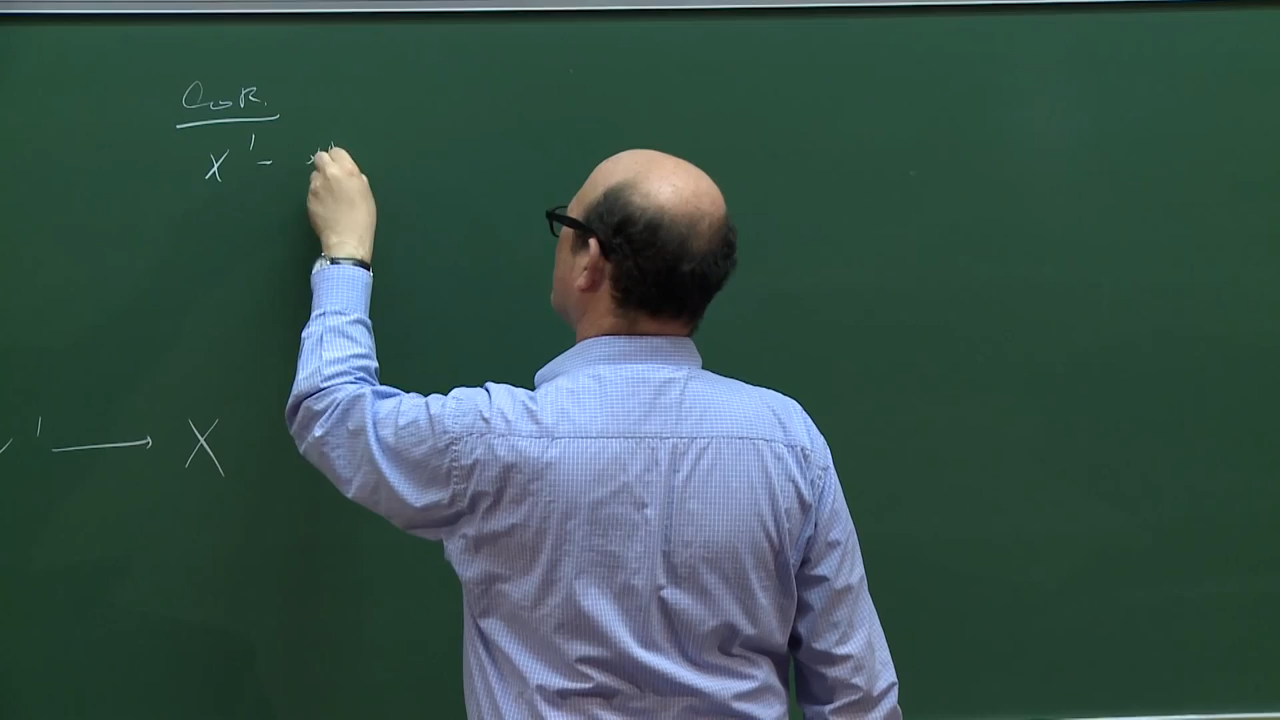 Cor.
X' -
' → X